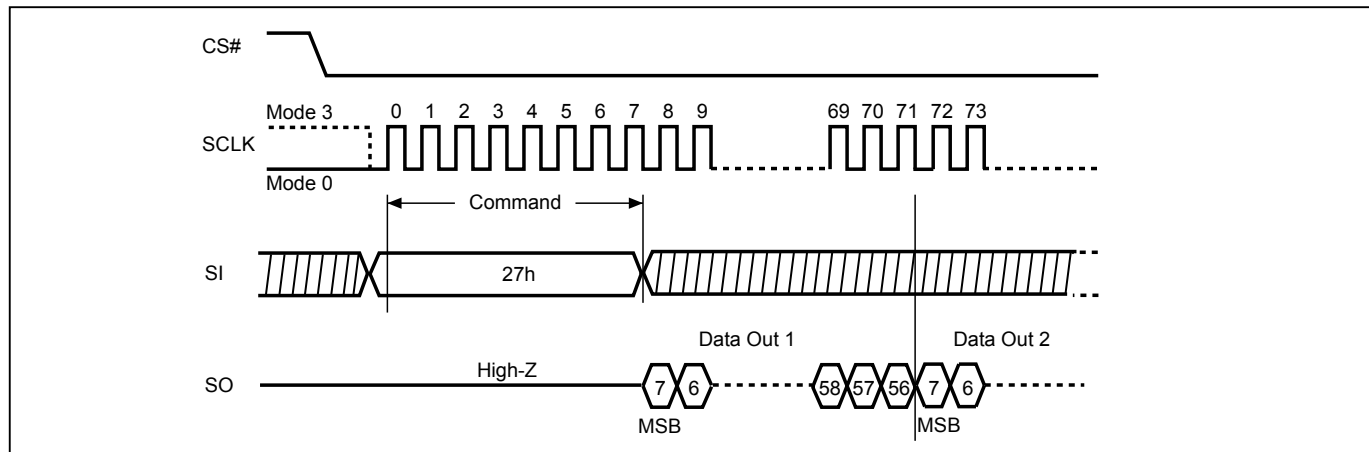 CS#
Mode 3 0 1 2 3 4 5 6 7 8 9 69 70 71 72 73
SCLK
Mode 0
Command
SI 27h
Data Out 1 Data Out 2
SO High-Z 7 6 58 57 56 7 6
MSB MSB